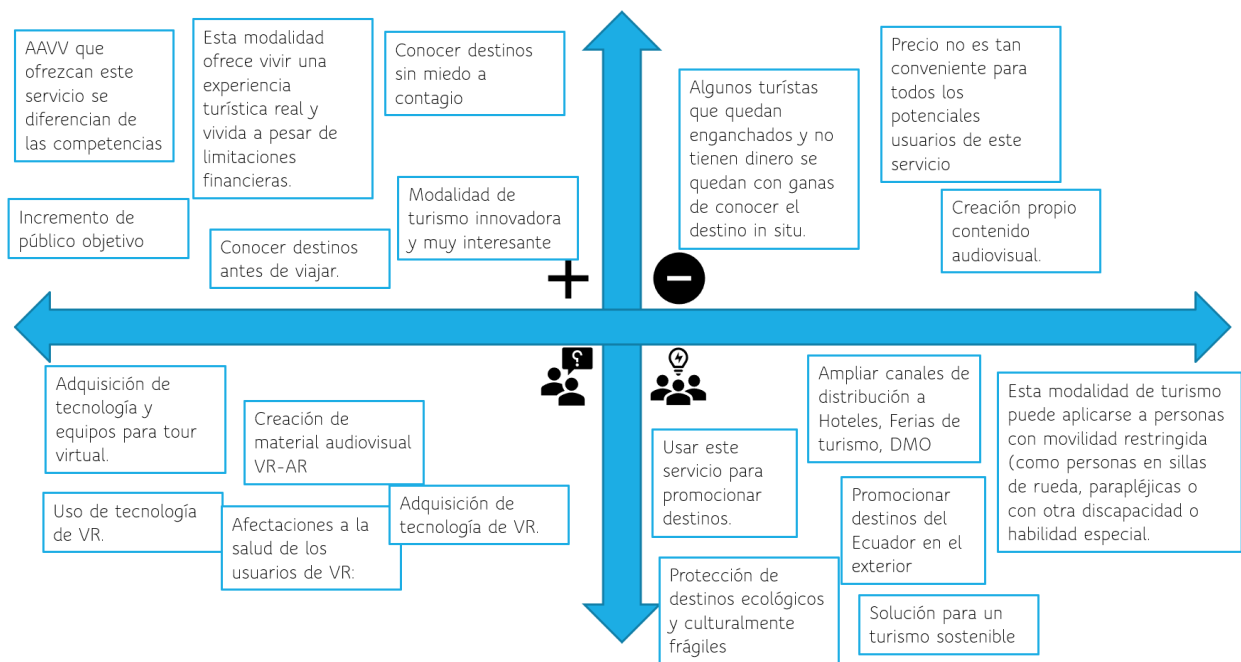 AAVV que
ofrezcan este
servicio se
diferencian de
las competencias
Esta modalidad
ofrece vivir una
experiencia
turística real y
vivida a pesar de
limitaciones
financieras.
Conocer destinos
sin miedo a
contagio
Incremento de
público objetivo
Conocer destinos
antes de viajar.
Modalidad de
turismo innovadora
y muy interesante
Algunos turístas
que quedan
enganchados y no
tienen dinero se
quedan con ganas
de conocer el
destino in situ.
Precio no es tan
conveniente para
todos los
potenciales
usuarios de este
servicio
Creación propio
contenido
audiovisual.
Adquisición de
tecnología y
equipos para tour
virtual.
Creación de
material audiovisual
VR-AR
Uso de tecnología
de VR.
Afectaciones a la
salud de los
usuarios de VR:
Adquisición de
tecnología de VR.
Usar este
servicio para
promocionar
destinos.
Ampliar canales de
distribución a
Hoteles, Ferias de
turismo, DMO
Esta modalidad de turismo
puede aplicarse a personas
con movilidad restringida
(como personas en sillas
de rueda, parapléjicas o
con otra discapacidad o
habilidad especial.
Promocionar
destinos del
Ecuador en el
exterior
Protección de
destinos ecológicos
y culturalmente
frágiles
Solución para un
turismo sostenible